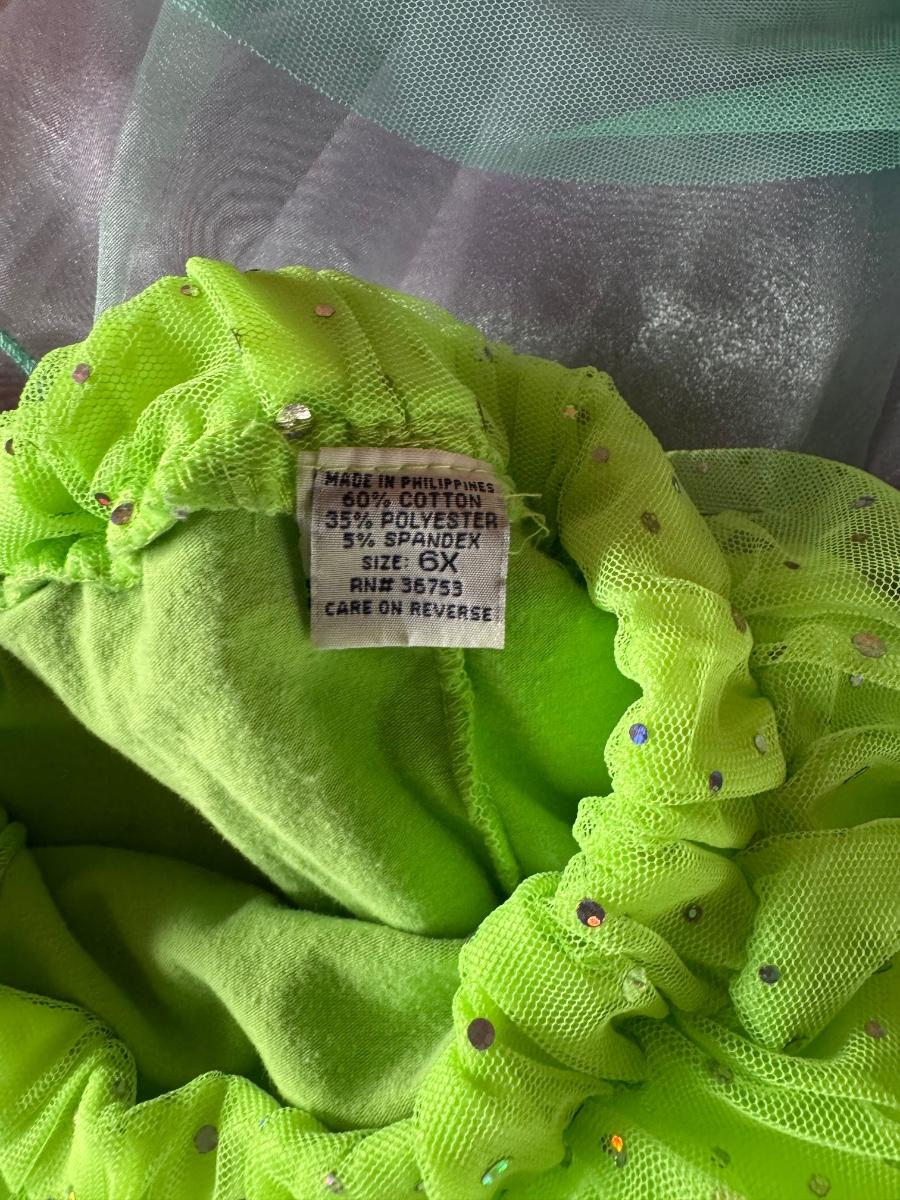 MADE IN PHILIPPINES
60% COTTON
35% POLYESTER
5% SPANDEX
SIZE: 6X
RN# 36753
CARE ON REVERSE